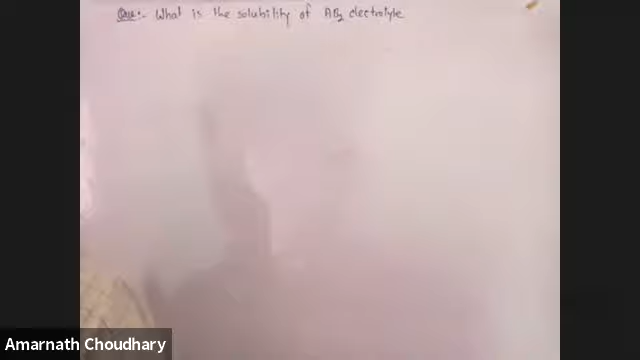 Que:- What is the solubility of AB₂ electrolyte
Amarnath Choudhary